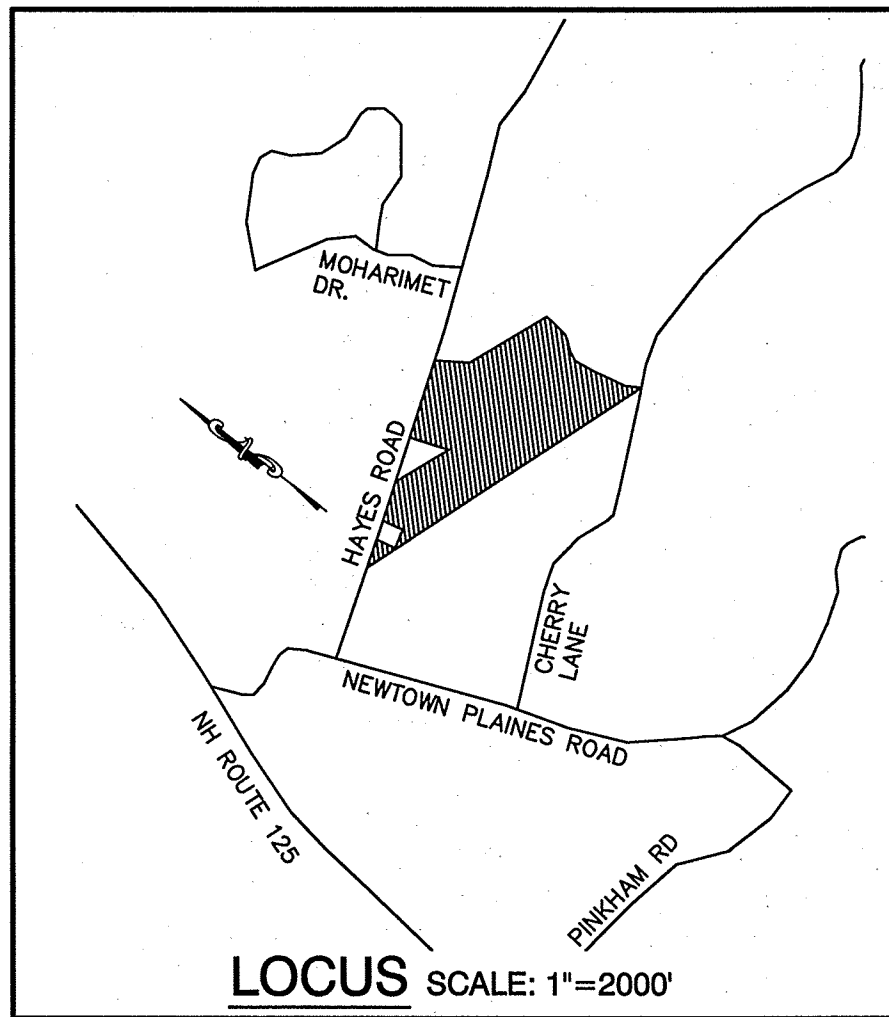 MOHARIMET
DR.
HAYES ROAD
CHERRY
LANE
NEWTOWN PLAINES ROAD
NH ROUTE 125
PINKHAM RD
LOCUS SCALE: 1"=2000'